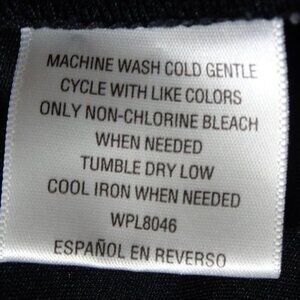 MACHINE WASH COLD GENTLE
CYCLE WITH LIKE COLORS
ONLY NON-CHLORINE BLEACH
WHEN NEEDED
TUMBLE DRY LOW
COOL IRON WHEN NEEDED
WPL8046
ESPAÑOL EN REVERSO